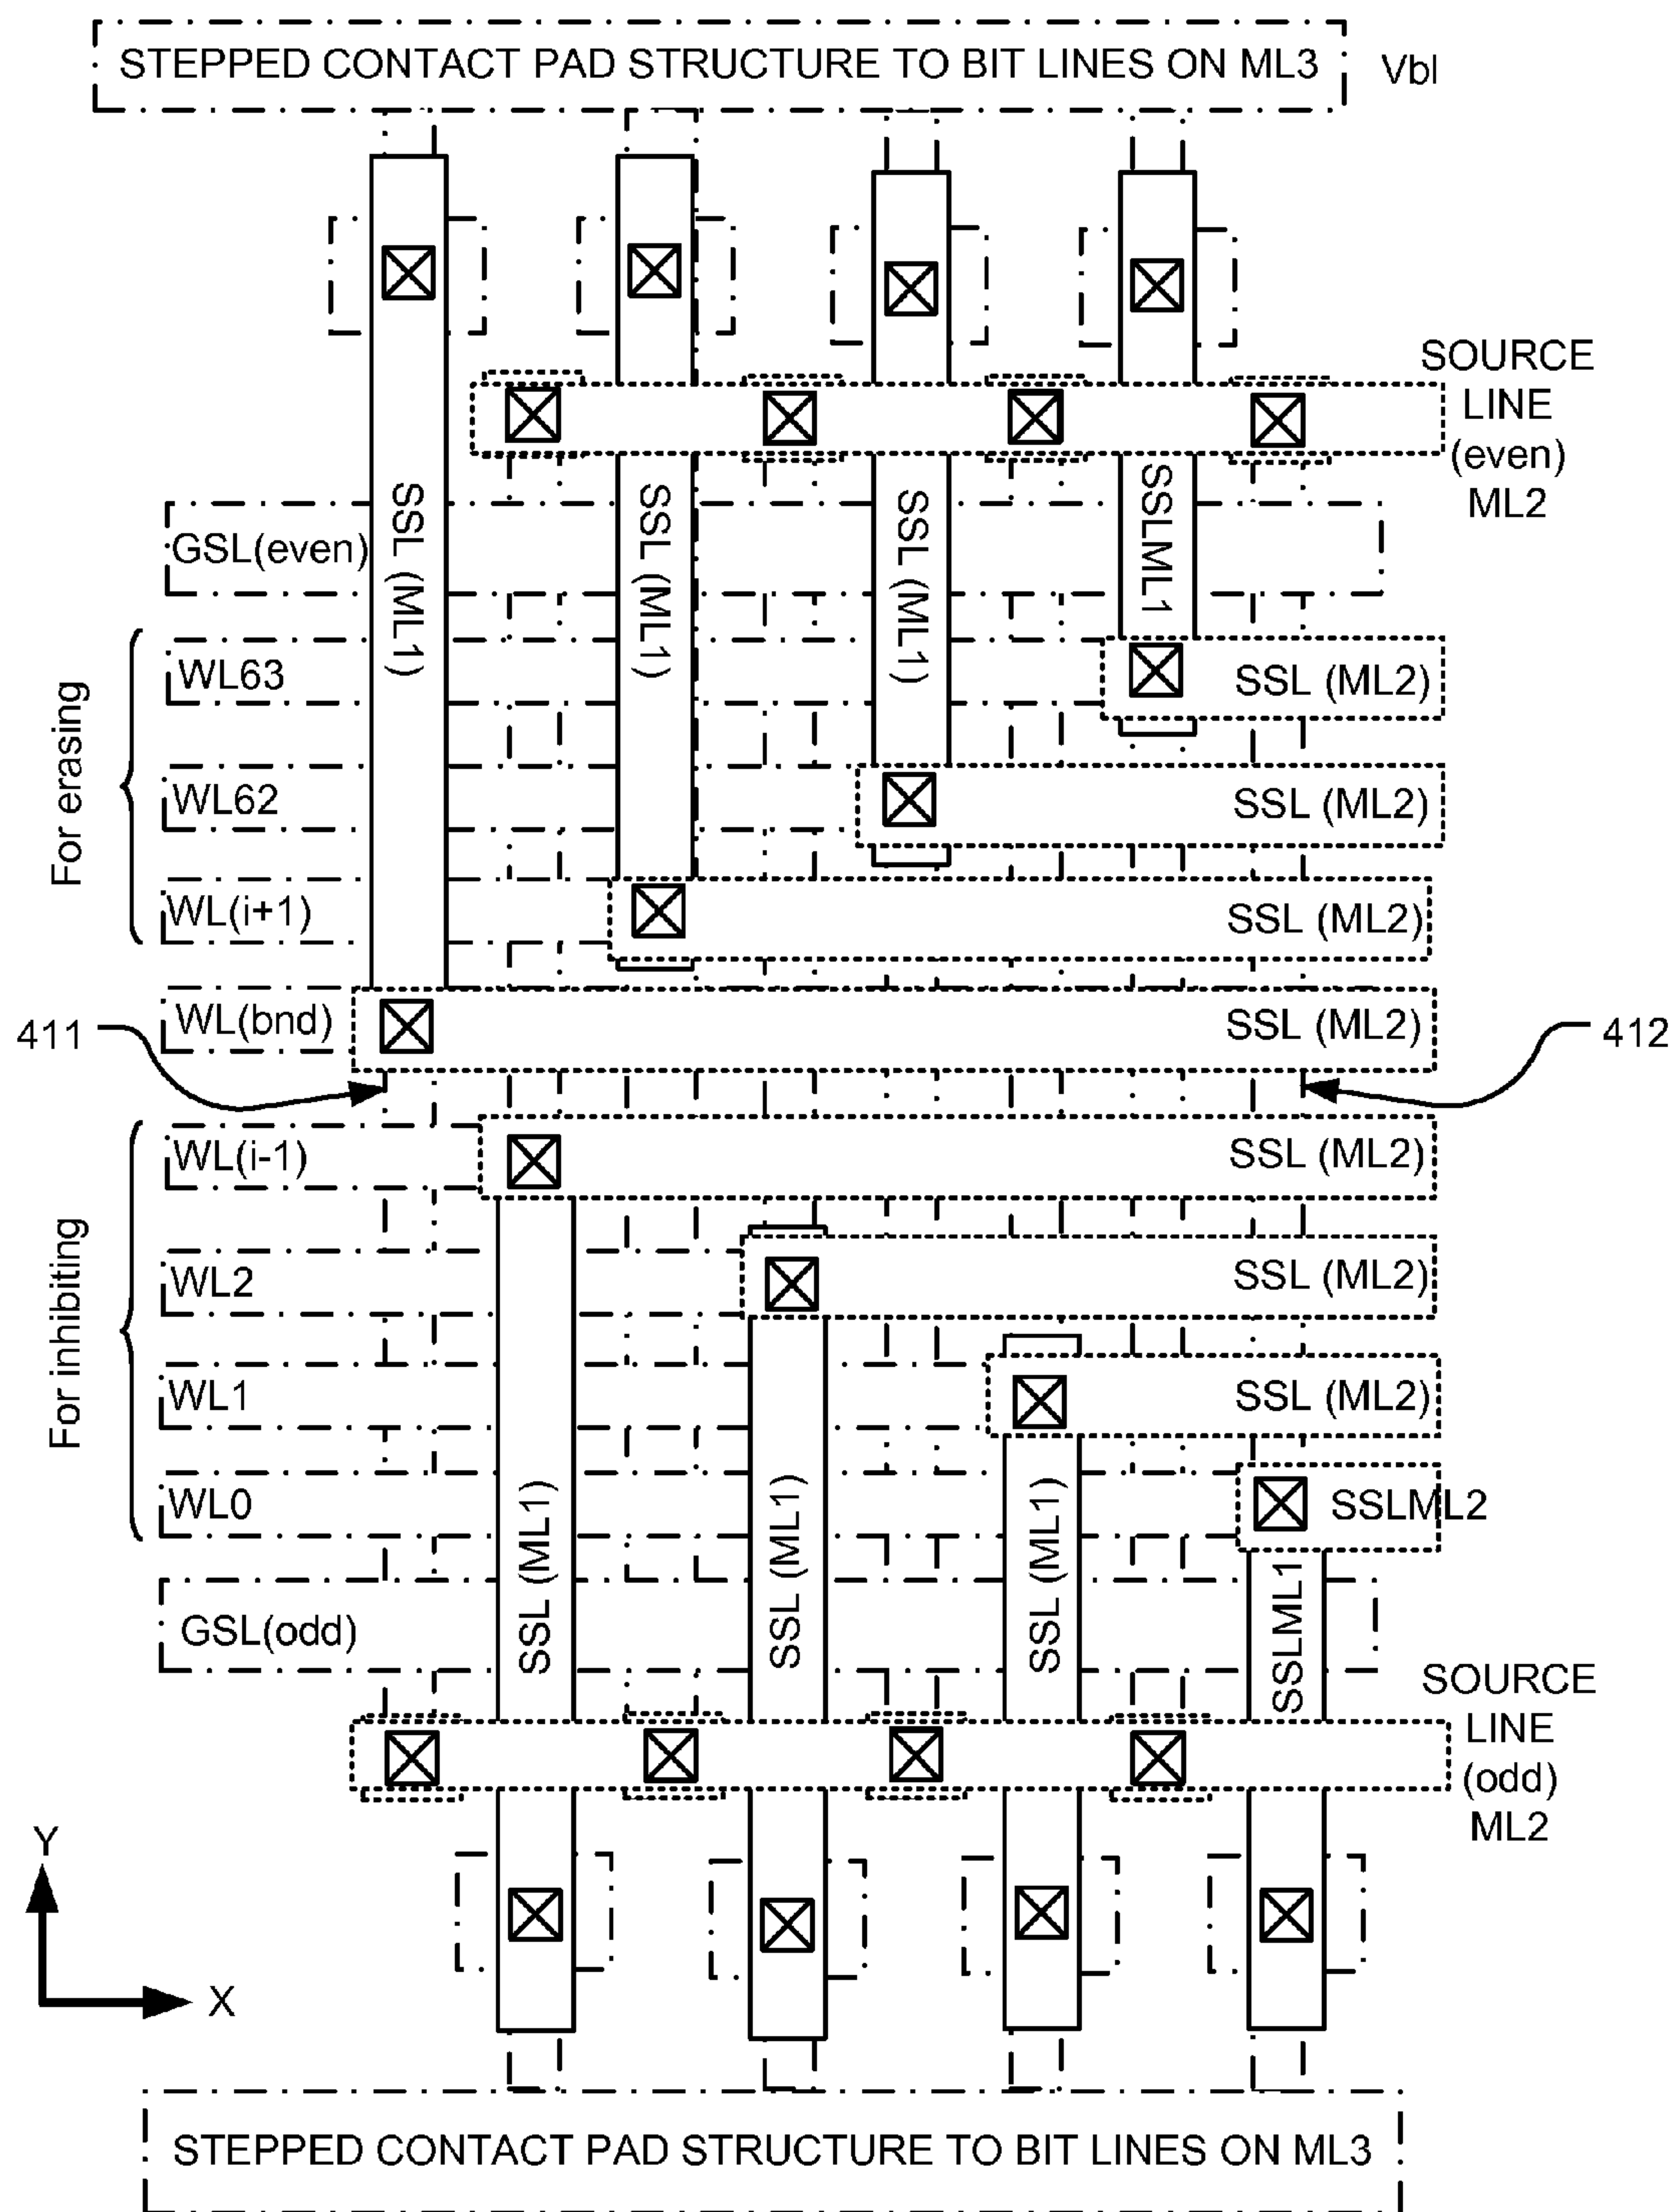 STEPPED CONTACT PAD STRUCTURE TO BIT LINES ON ML3
Vbl
SOURCE
LINE
(even)
ML2
SSL (ML1)
SSL (ML1)
SSL (ML1)
SSLML1
GSL(even)
For erasing
WL63
SSL (ML2)
WL62
SSL (ML2)
WL(i+1)
SSL (ML2)
WL(bnd)
SSL (ML2)
411
412
For inhibiting
WL(i-1)
SSL (ML2)
WL2
SSL (ML2)
WL1
SSL (ML2)
WL0
SSLML2
SSL (ML1)
SSL (ML1)
SSL (ML1)
SSLML1
GSL(odd)
SOURCE
LINE
(odd)
ML2
Y
X
STEPPED CONTACT PAD STRUCTURE TO BIT LINES ON ML3